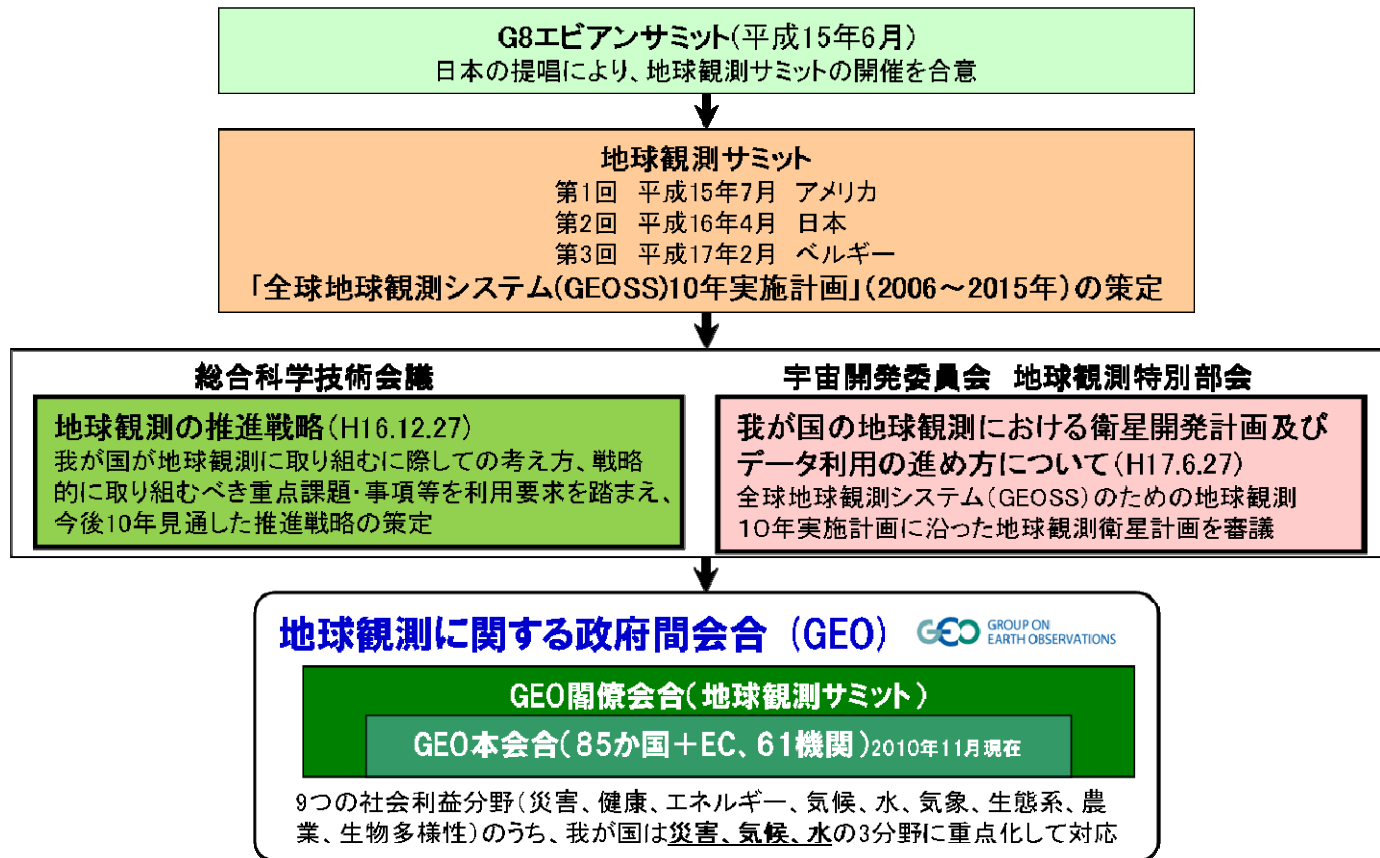 G8エビアンサミット(平成15年6月)
日本の提唱により、地球観測サミットの開催を合意
地球観測サミット
第1回 平成15年7月 アメリカ
第2回 平成16年4月 日本
第3回 平成17年2月 ベルギー
「全球地球観測システム(GEOSS)10年実施計画」(2006～2015年)の策定
総合科学技術会議
地球観測の推進戦略(H16.12.27)
我が国が地球観測に取り組むに際しての考え方、戦略
的に取り組むべき重点課題・事項等を利用要求を踏まえ、
今後10年見通した推進戦略の策定
宇宙開発委員会 地球観測特別部会
我が国の地球観測における衛星開発計画及び
データ利用の進め方について(H17.6.27)
全球地球観測システム(GEOSS)のための地球観測
10年実施計画に沿った地球観測衛星計画を審議
地球観測に関する政府間会合 (GEO)
GEO GROUP ON
EARTH OBSERVATIONS
GEO閣僚会合(地球観測サミット)
GEO本会合(85か国+EC、61機関)2010年11月現在
9つの社会利益分野(災害、健康、エネルギー、気候、水、気象、生態系、農
業、生物多様性)のうち、我が国は災害、気候、水の3分野に重点化して対応